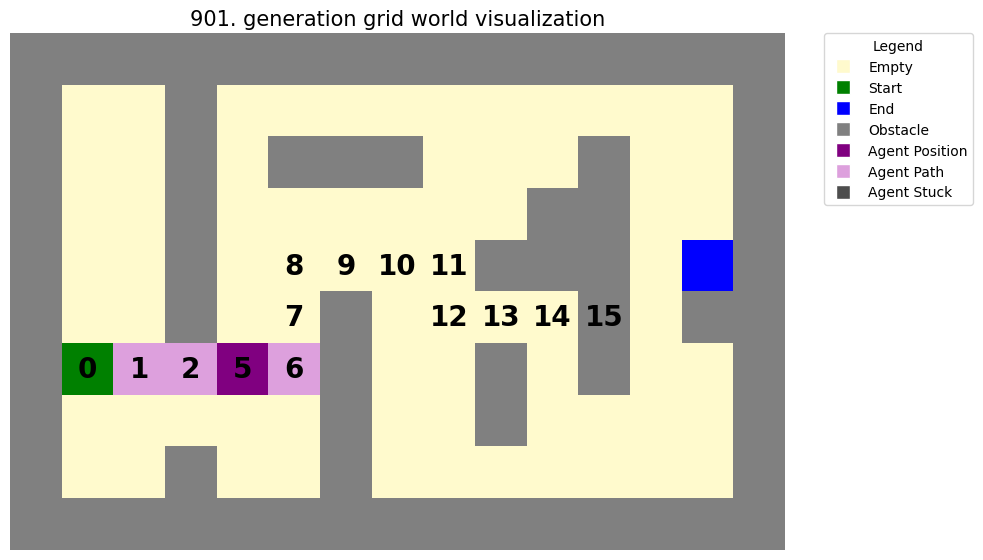 901. generation grid world visualization
Legend
Empty
Start
End
Obstacle
Agent Position
Agent Path
Agent Stuck
8 9 10 11
7 12 13 14 15
0 1 2 5 6